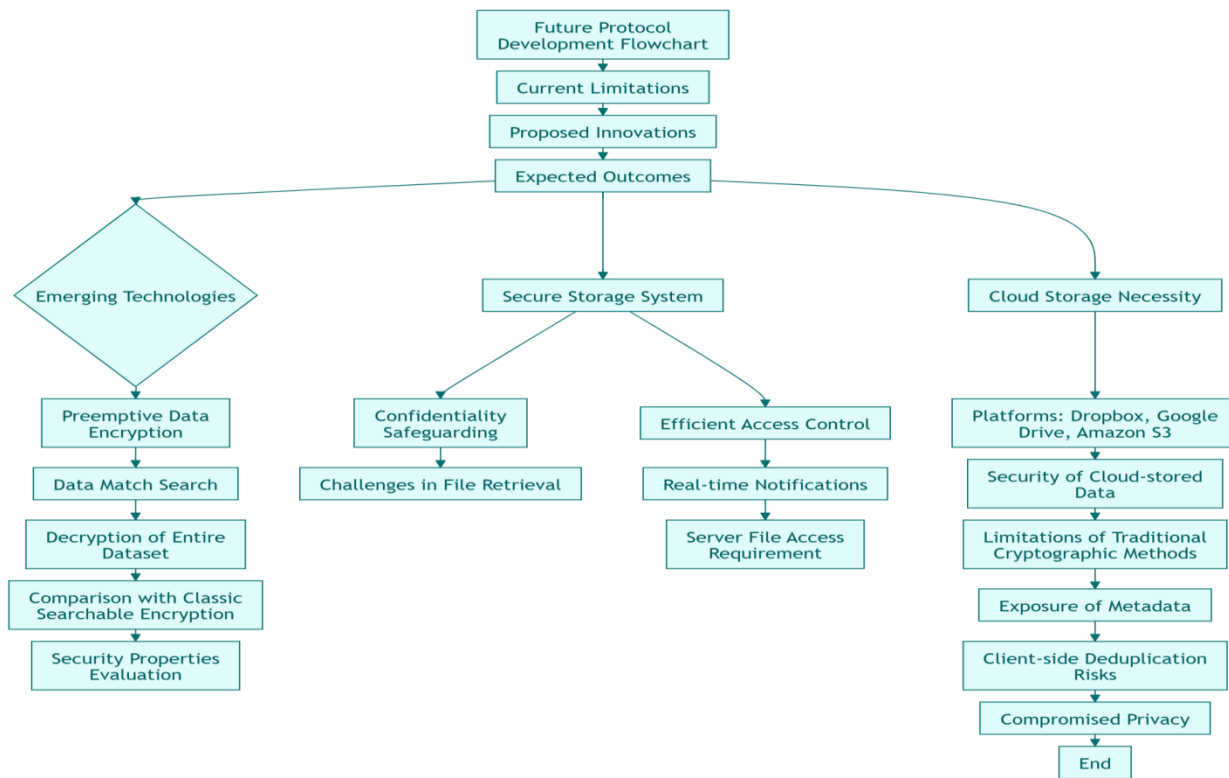 Future Protocol
Development Flowchart
Current Limitations
Proposed Innovations
Expected Outcomes
Emerging Technologies
Secure Storage System
Cloud Storage Necessity
Preemptive Data
Encryption
Data Match Search
Decryption of Entire
Dataset
Comparison with Classic
Searchable Encryption
Security Properties
Evaluation
Confidentiality
Safeguarding
Challenges in File Retrieval
Efficient Access Control
Real-time Notifications
Server File Access
Requirement
Platforms: Dropbox, Google
Drive, Amazon S3
Security of Cloud-stored
Data
Limitations of Traditional
Cryptographic Methods
Exposure of Metadata
Client-side Deduplication
Risks
Compromised Privacy
End